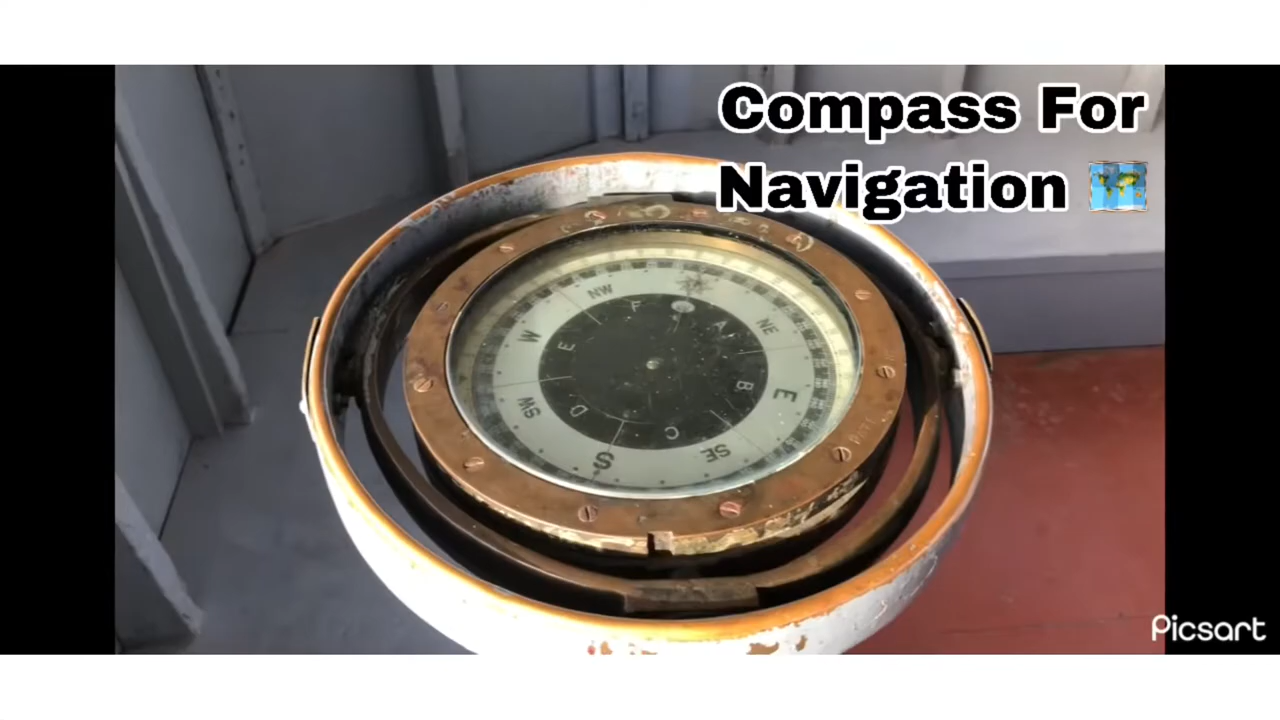 Compass For
Navigation 🗺️
NW
F
A
NE
W
E
B
E
SW
D
C
S
SE
Picsart